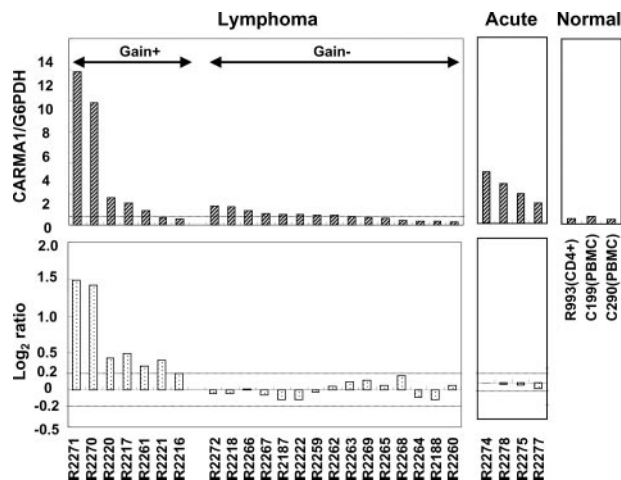 Lymphoma
Acute
Normal
Gain+
Gain-
CARMA1/G6PDH
14
12
10
8
6
4
2
0
R993(CD4+)
C199(PBMC)
C290(PBMC)
Log2 ratio
2.0
1.5
1.0
0.5
0.2
0
-0.2
-0.5
R2271
R2270
R2220
R2217
R2261
R2221
R2216
R2272
R2218
R2266
R2267
R2187
R2222
R2259
R2262
R2263
R2269
R2265
R2268
R2264
R2188
R2260
R2274
R2278
R2275
R2277